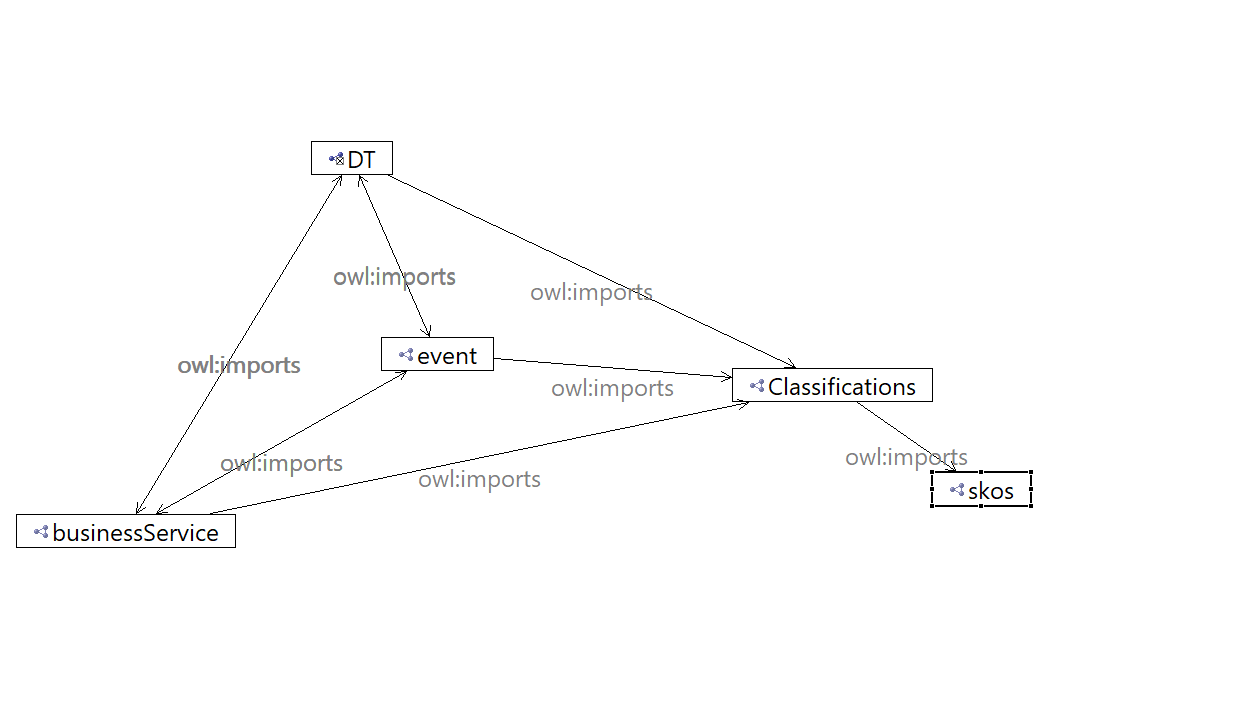 DT
owl:imports
owl:imports
event
owl:imports
owl:imports
Classifications
owl:imports
owl:imports
owl:imports
skos
businessService